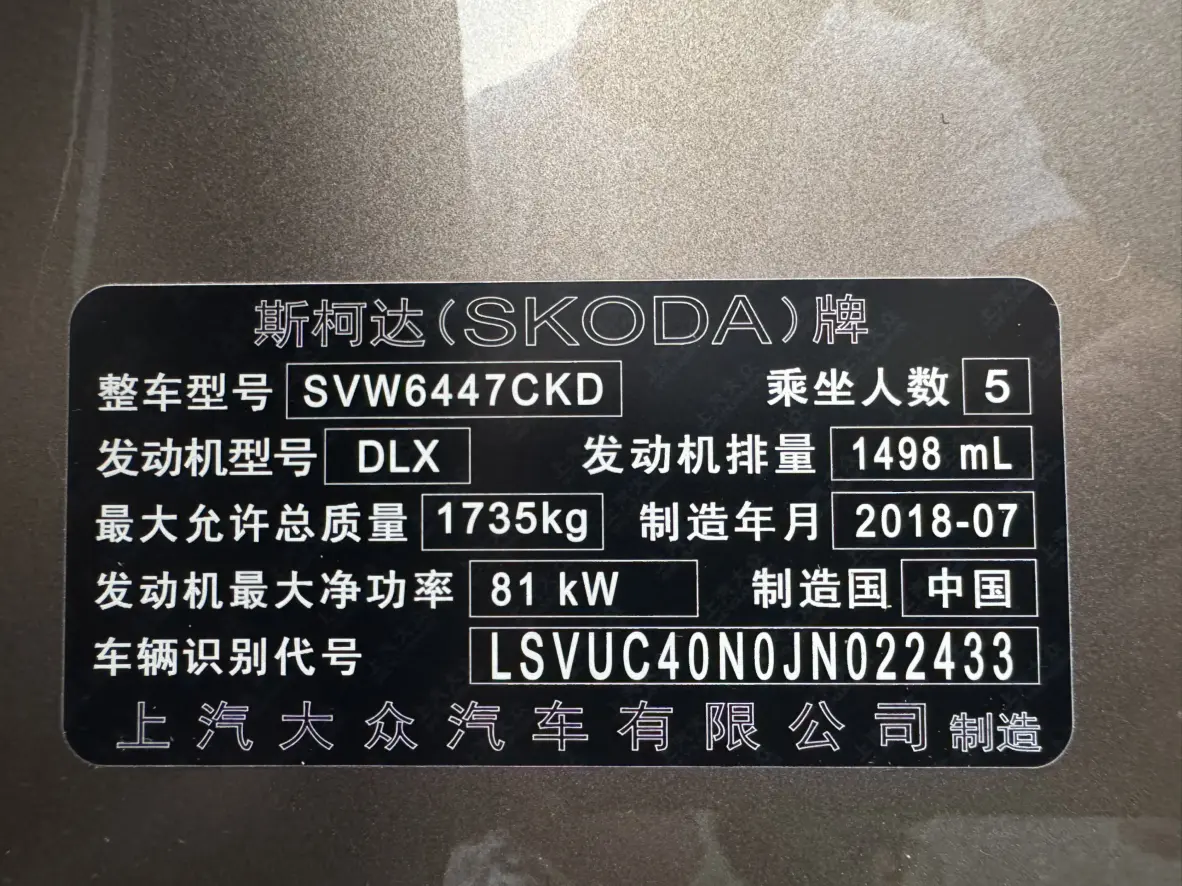 斯柯达(SKODA)牌
整车型号 SVW6447CKD 乘坐人数 5
发动机型号 DLX 发动机排量 1498 mL
最大允许总质量 1735kg 制造年月 2018-07
发动机最大净功率 81 kW 制造国 中国
车辆识别代号 LSVUC40N0JN022433
上汽大众汽车有限公司 制造